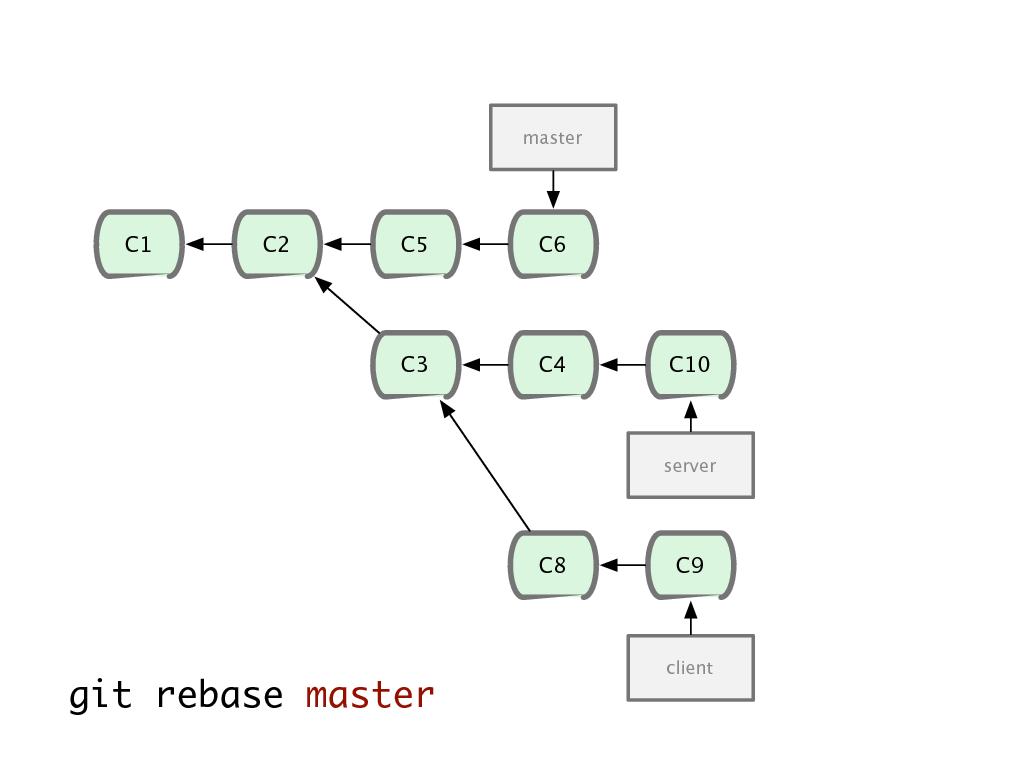 master
C1 C2 C5 C6
C3 C4 C10
server
C8 C9
client
git rebase master